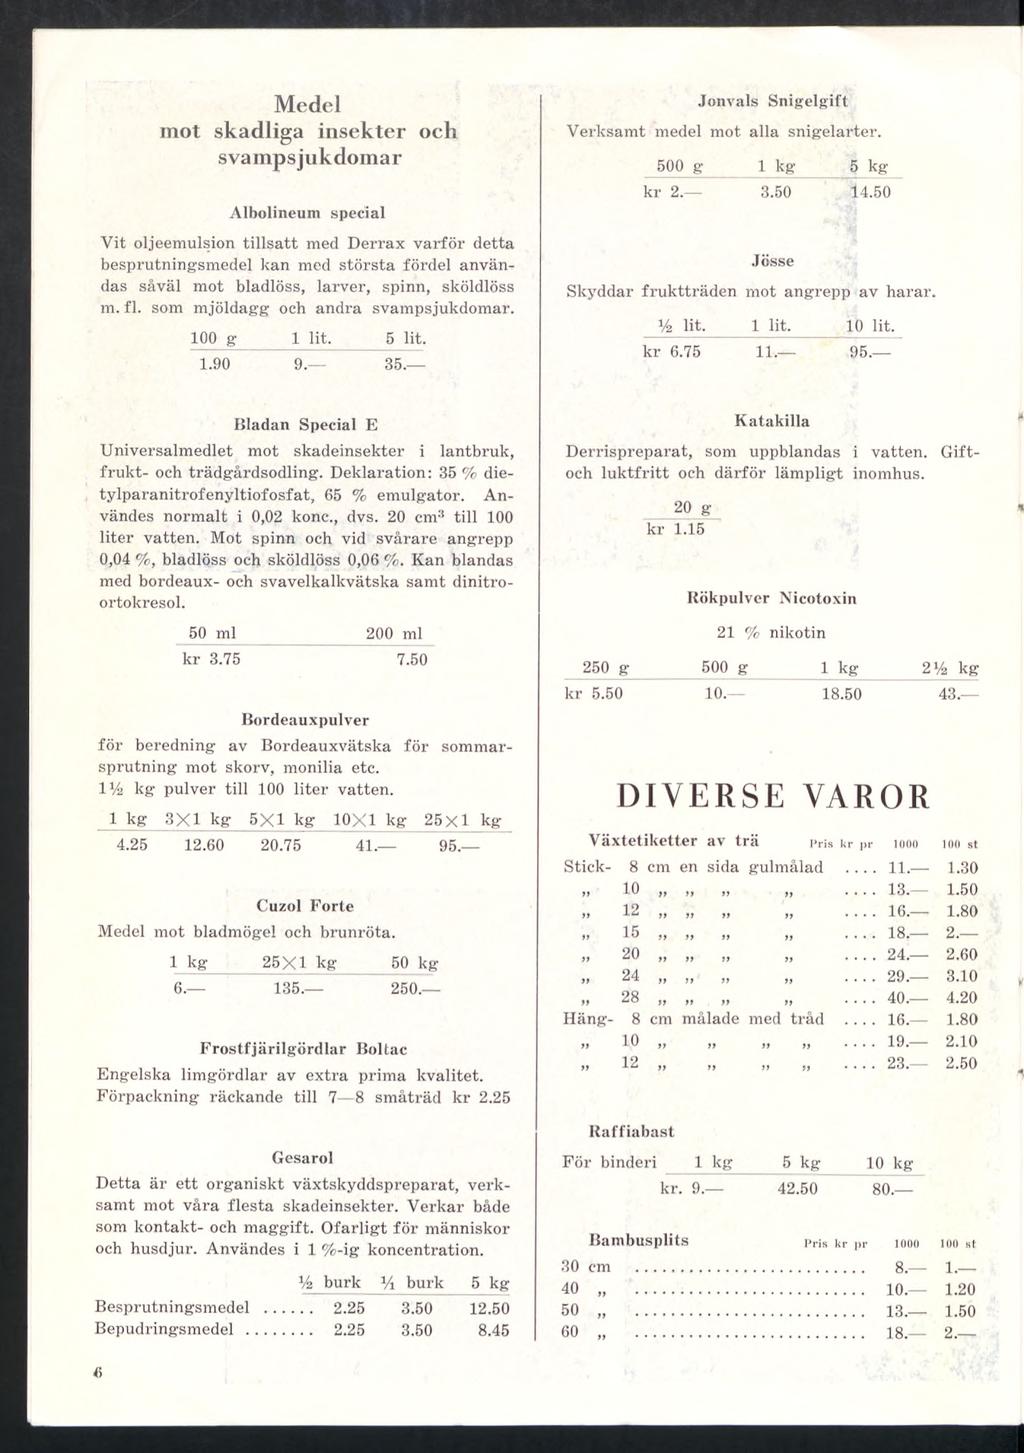 Medel
mot skadliga insekter och
svampsjukdomar
Albolineum special
Vit oljeemulsion tillsatt med Derrax varför detta
besprutningsmedel kan med största fördel använ-
das såväl mot bladlöss, larver, spinn, sköldlöss
m. fl. som mjöldagg och andra svampsjukdomar.
100 g 1 lit. 5 lit.
1.90 9.— 35.—
Bladan Special E
Universalmedlet mot skadeinsekter i lantbruk,
frukt- och trädgårdsodling. Deklaration: 35 % die-
tylparanitrofenyltiofosfat, 65 % emulgator. An-
vändes normalt i 0,02 konc., dvs. 20 cm³ till 100
liter vatten. Mot spinn och vid svårare angrepp
0,04 %, bladlöss och sköldlöss 0,06 %. Kan blandas
med bordeaux- och svavelkalkvätska samt dinitro-
ortokresol.
50 ml 200 ml
kr 3.75 7.50
Bordeauxpulver
för beredning av Bordeauxvätska för sommar-
sprutning mot skorv, monilia etc.
1½ kg pulver till 100 liter vatten.
1 kg 3X1 kg 5X1 kg 10X1 kg 25x1 kg
4.25 12.60 20.75 41.— 95.—
Cuzol Forte
Medel mot bladmögel och brunröta.
1 kg 25X1 kg 50 kg
6.— 135.— 250.—
Frostfjärilgördlar Boltac
Engelska limgördlar av extra prima kvalitet.
Förpackning räckande till 7—8 småträd kr 2.25
Gesarol
Detta är ett organiskt växtskyddspreparat, verk-
samt mot våra flesta skadeinsekter. Verkar både
som kontakt- och maggift. Ofarligt för människor
och husdjur. Användes i 1 %-ig koncentration.
½ burk ¼ burk 5 kg
Besprutningsmedel ...... 2.25 3.50 12.50
Bepudringsmedel ........ 2.25 3.50 8.45
6
Jonvals Snigelgift
Verksamt medel mot alla snigelarter.
500 g 1 kg 5 kg
kr 2.— 3.50 14.50
Jösse
Skyddar fruktträden mot angrepp av harar.
½ lit. 1 lit. 10 lit.
kr 6.75 11.— 95.—
Katakilla
Derrispreparat, som uppblandas i vatten. Gift-
och luktfritt och därför lämpligt inomhus.
20 g
kr 1.15
Rökpulver Nicotoxin
21 % nikotin
250 g 500 g 1 kg 2½ kg
kr 5.50 10.— 18.50 43.—
DIVERSE VAROR
Växtetiketter av trä Pris kr pr 1000 100 st
Stick- 8 cm en sida gulmålad .... 11.— 1.30
„ 10 „ „ „ „ .... 13.— 1.50
„ 12 „ „ „ „ .... 16.— 1.80
„ 15 „ „ „ „ .... 18.— 2.—
„ 20 „ „ „ „ .... 24.— 2.60
„ 24 „ „ „ „ .... 29.— 3.10
„ 28 „ „ „ „ .... 40.— 4.20
Häng- 8 cm målade med tråd .... 16.— 1.80
„ 10 „ „ „ „ .... 19.— 2.10
„ 12 „ „ „ „ .... 23.— 2.50
Raffiabast
För binderi 1 kg 5 kg 10 kg
kr. 9.— 42.50 80.—
Bambusplits Pris kr pr 1000 100 st
30 cm ............................ 8.— 1.—
40 „ ............................ 10.— 1.20
50 „ ............................ 13.— 1.50
60 „ ............................ 18.— 2.—